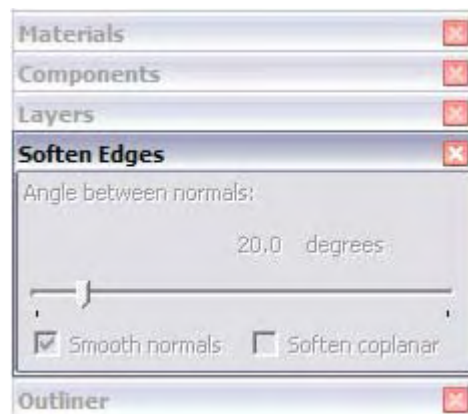 Materials
Components
Layers
Soften Edges
Angle between normals:
20.0 degrees
Smooth normals Soften coplanar
Outliner